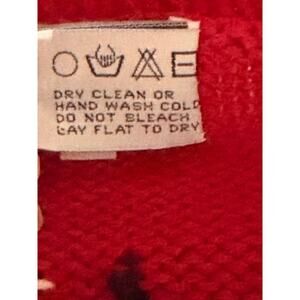 DRY CLEAN OR
HAND WASH COLD
DO NOT BLEACH
LAY FLAT TO DRY